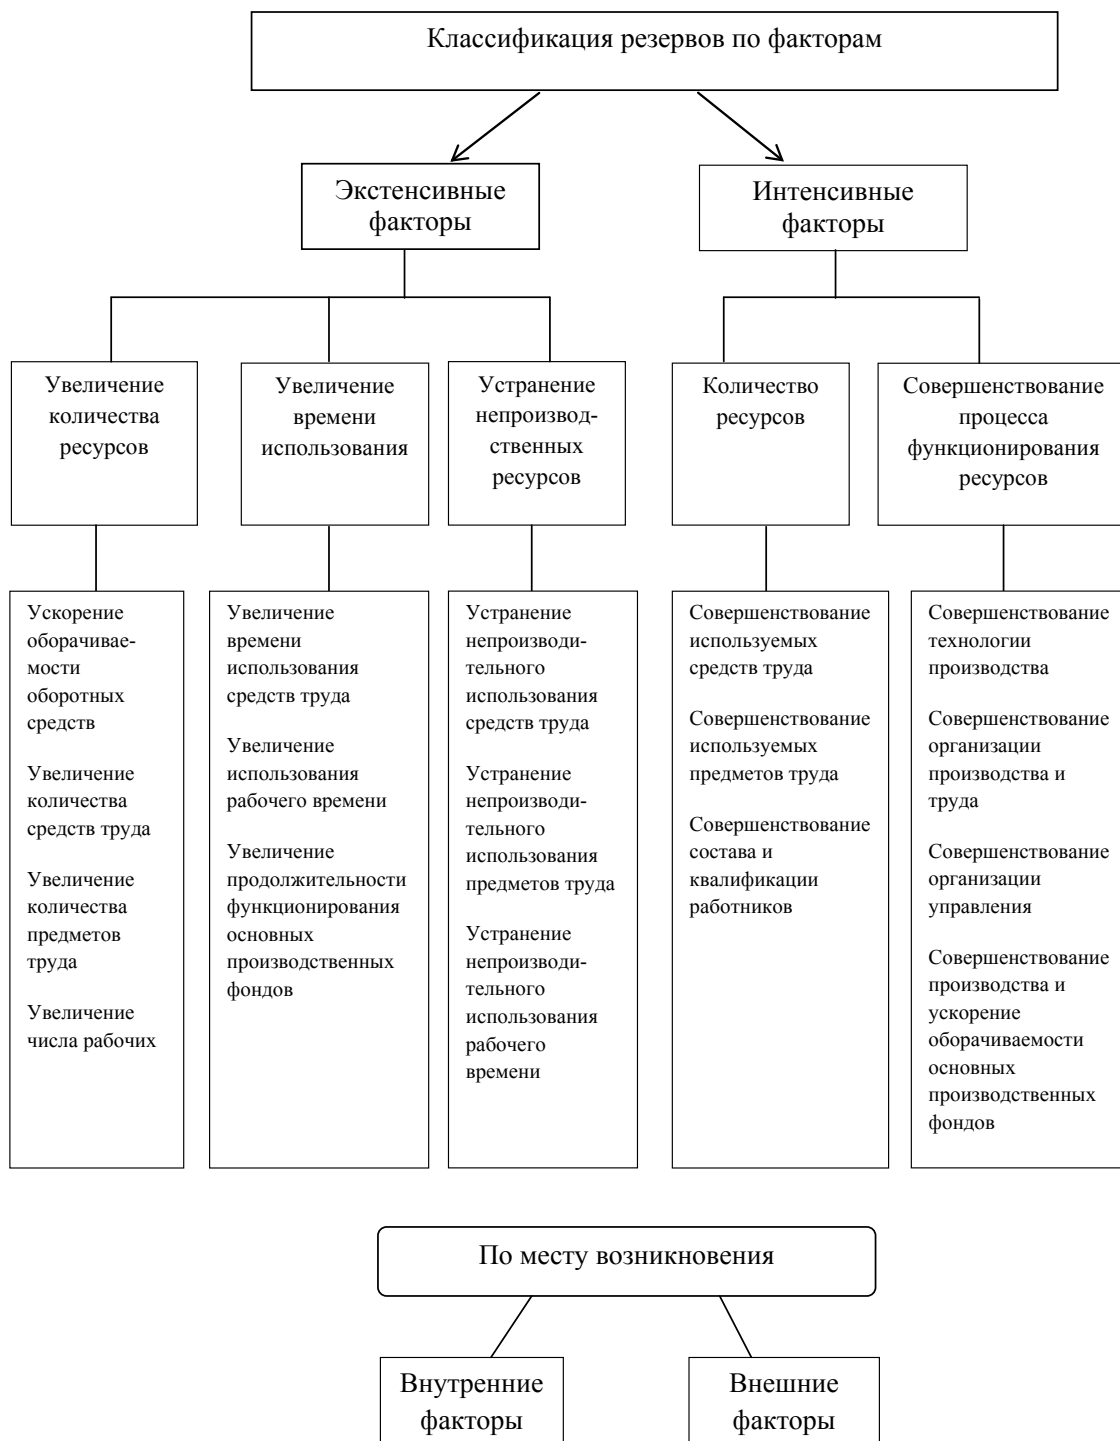 Классификация резервов по факторам
Экстенсивные
факторы
Интенсивные
факторы
Увеличение
количества
ресурсов
Увеличение
времени
использования
Устранение
непроизвод-
ственных
ресурсов
Количество
ресурсов
Совершенствование
процесса
функционирования
ресурсов
Ускорение
оборачивае-
мости
оборотных
средств
Увеличение
количества
средств труда
Увеличение
количества
предметов
труда
Увеличение
числа рабочих
Увеличение
времени
использования
средств труда
Увеличение
использования
рабочего времени
Увеличение
продолжительности
функционирования
основных
производственных
фондов
Устранение
непроизводи-
тельного
использования
средств труда
Устранение
непроизводи-
тельного
использования
предметов труда
Устранение
непроизводи-
тельного
использования
рабочего
времени
Совершенствование
используемых
средств труда
Совершенствование
используемых
предметов труда
Совершенствование
состава и
квалификации
работников
Совершенствование
технологии
производства
Совершенствование
организации
производства и
труда
Совершенствование
организации
управления
Совершенствование
производства и
ускорение
оборачиваемости
основных
производственных
фондов
По месту возникновения
Внутренние
факторы
Внешние
факторы